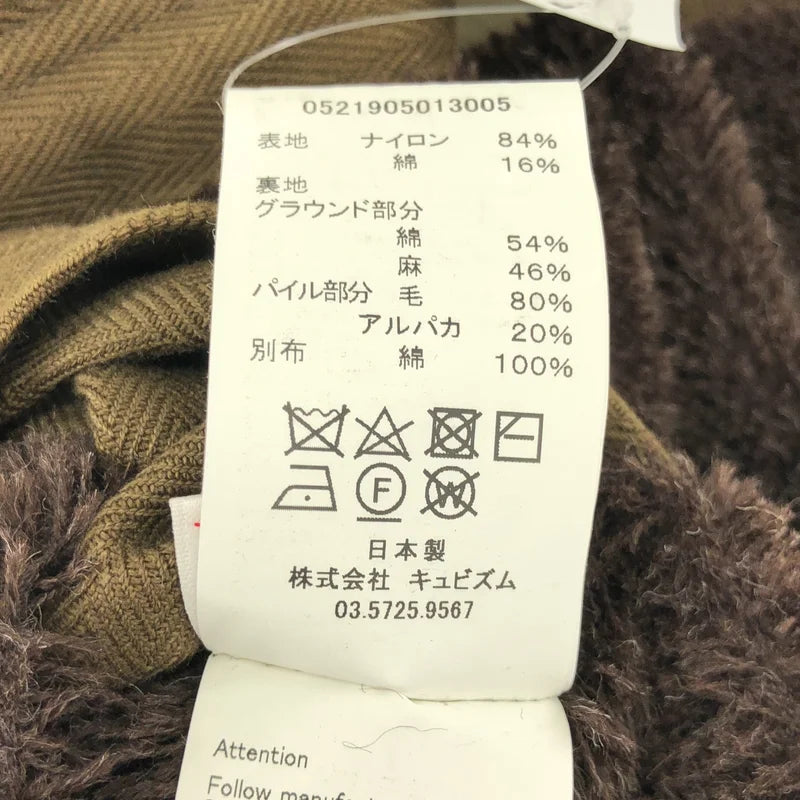 0521905013005
表地 ナイロン 84%
綿 16%
裏地
グラウンド部分
綿 54%
麻 46%
パイル部分 毛 80%
アルパカ 20%
別布 綿 100%
F W
日本製
株式会社 キュビズム
03.5725.9567
Attention
Follow